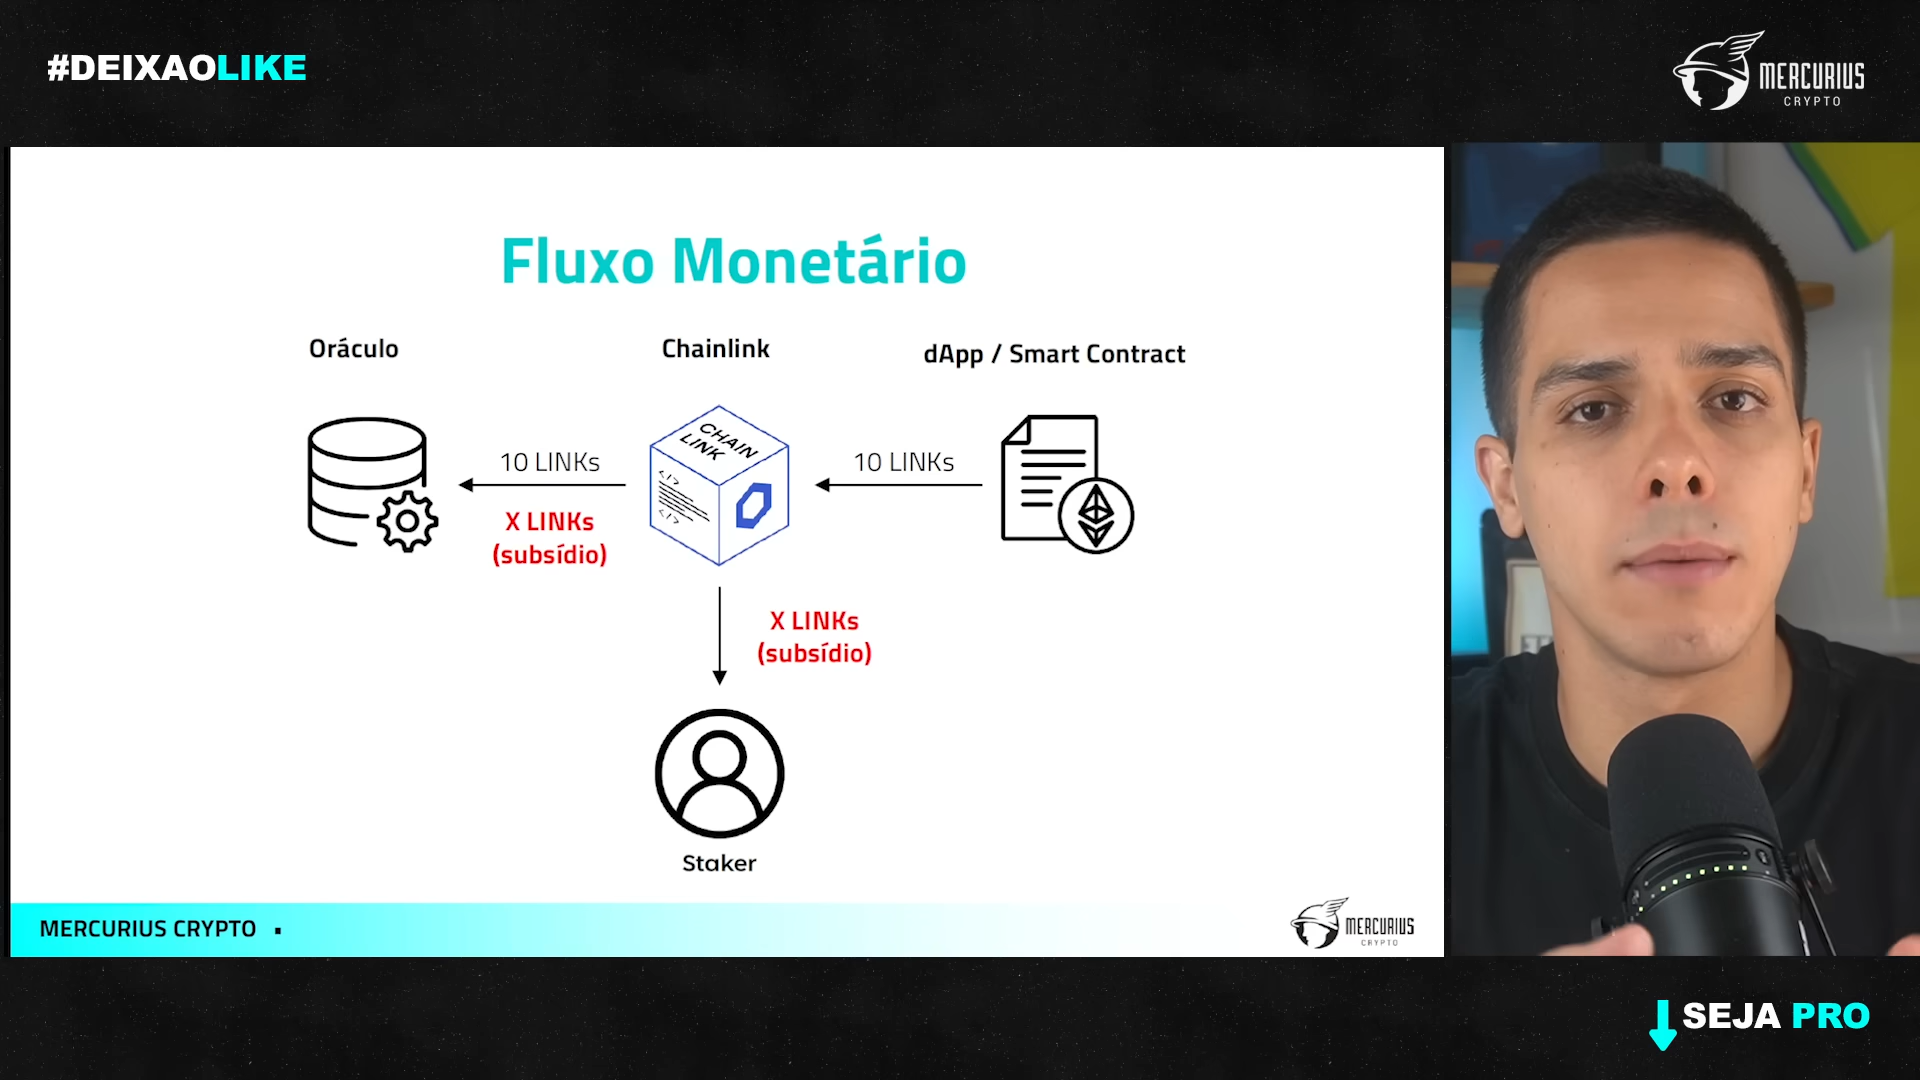 #DEIXAOLIKE
MERCURIUS
CRYPTO
Fluxo Monetário
Oráculo
Chainlink
dApp / Smart Contract
10 LINKs
CHAIN
LINK
</>
</>
10 LINKs
X LINKs
(subsídio)
X LINKs
(subsídio)
Staker
MERCURIUS CRYPTO
MERCURIUS
CRYPTO
SEJA PRO